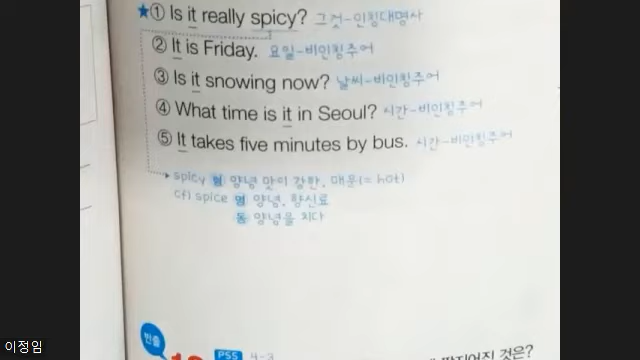 ★① Is it really spicy? 그것-인칭대명사
② It is Friday. 요일-비인칭주어
③ Is it snowing now? 날씨-비인칭주어
④ What time is it in Seoul? 시간-비인칭주어
⑤ It takes five minutes by bus. 시간-비인칭주어
spicy 형 양념 맛이 강한, 매운(= hot)
cf) spice 명 양념, 향신료
동 양념을 치다
이정임
PSS 4-3